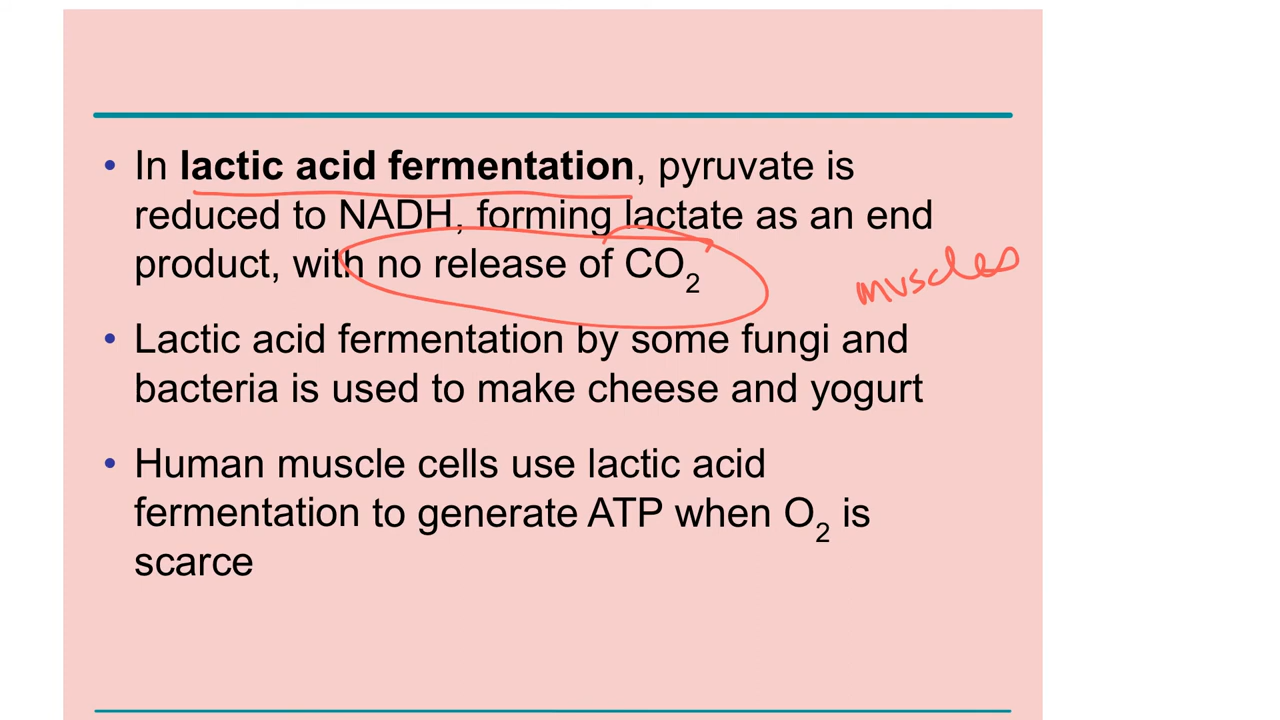 • In lactic acid fermentation, pyruvate is
reduced to NADH, forming lactate as an end
product, with no release of CO₂
muscles
• Lactic acid fermentation by some fungi and
bacteria is used to make cheese and yogurt
• Human muscle cells use lactic acid
fermentation to generate ATP when O₂ is
scarce